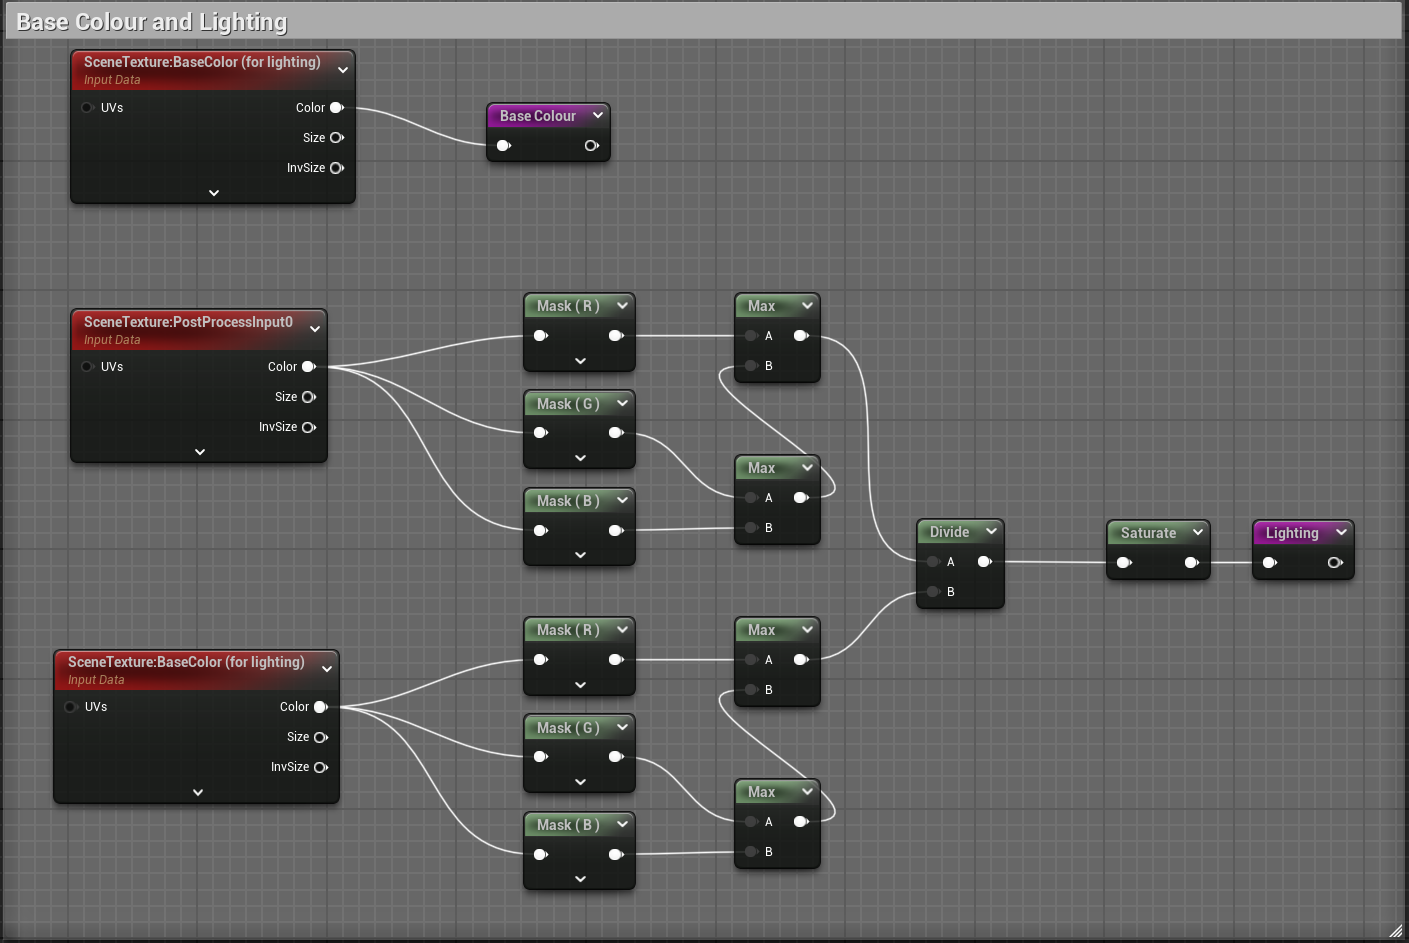 Base Colour and Lighting
SceneTexture:BaseColor (for lighting)
Input Data
UVs
Color
Size
InvSize
Base Colour
SceneTexture:PostProcessInput0
Input Data
UVs
Color
Size
InvSize
Mask ( R )
Mask ( G )
Mask ( B )
Max
A
B
Max
A
B
SceneTexture:BaseColor (for lighting)
Input Data
UVs
Color
Size
InvSize
Mask ( R )
Mask ( G )
Mask ( B )
Max
A
B
Max
A
B
Divide
A
B
Saturate
Lighting